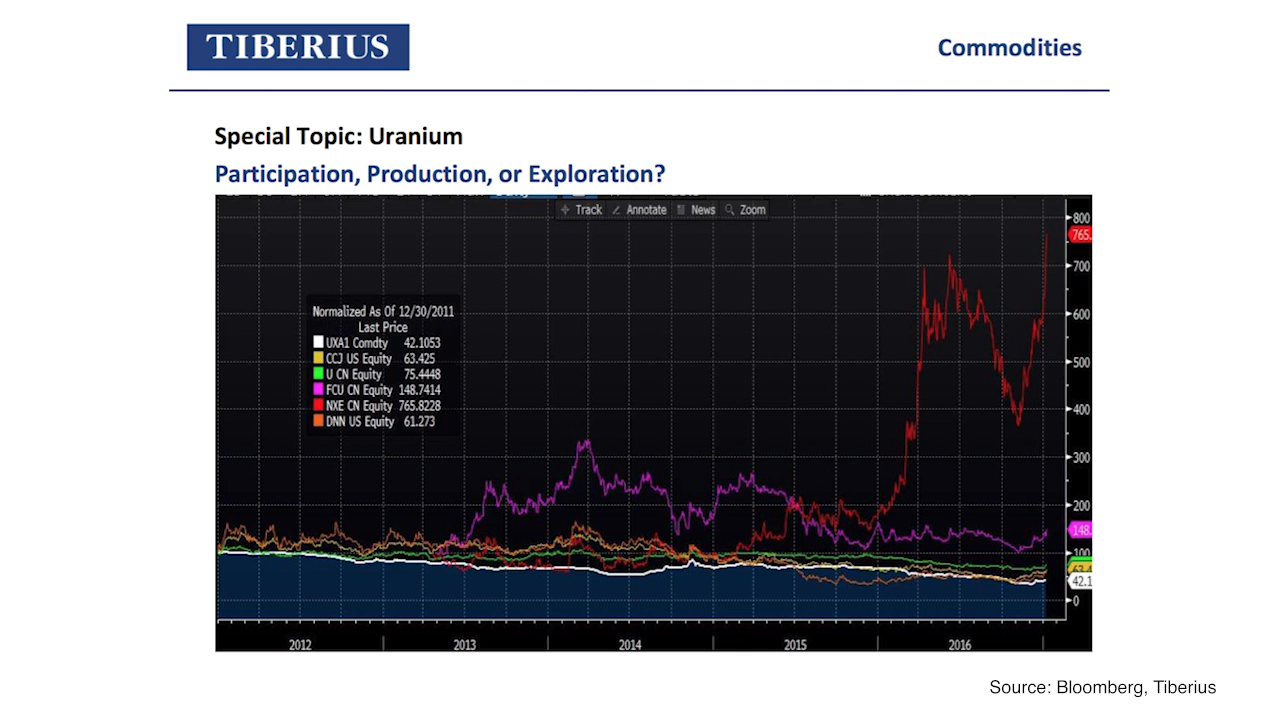 TIBERIUS
Commodities
Special Topic: Uranium
Participation, Production, or Exploration?
Track Annotate News Zoom
800
765.
700
600
500
400
300
200
148.
100
42.1
0
Normalized As Of 12/30/2011
Last Price
UXA1 Comdty 42.1053
CCJ US Equity 63.425
U CN Equity 75.4448
FCU CN Equity 148.7414
NXE CN Equity 765.8228
DNN US Equity 61.273
2012 2013 2014 2015 2016
Source: Bloomberg, Tiberius